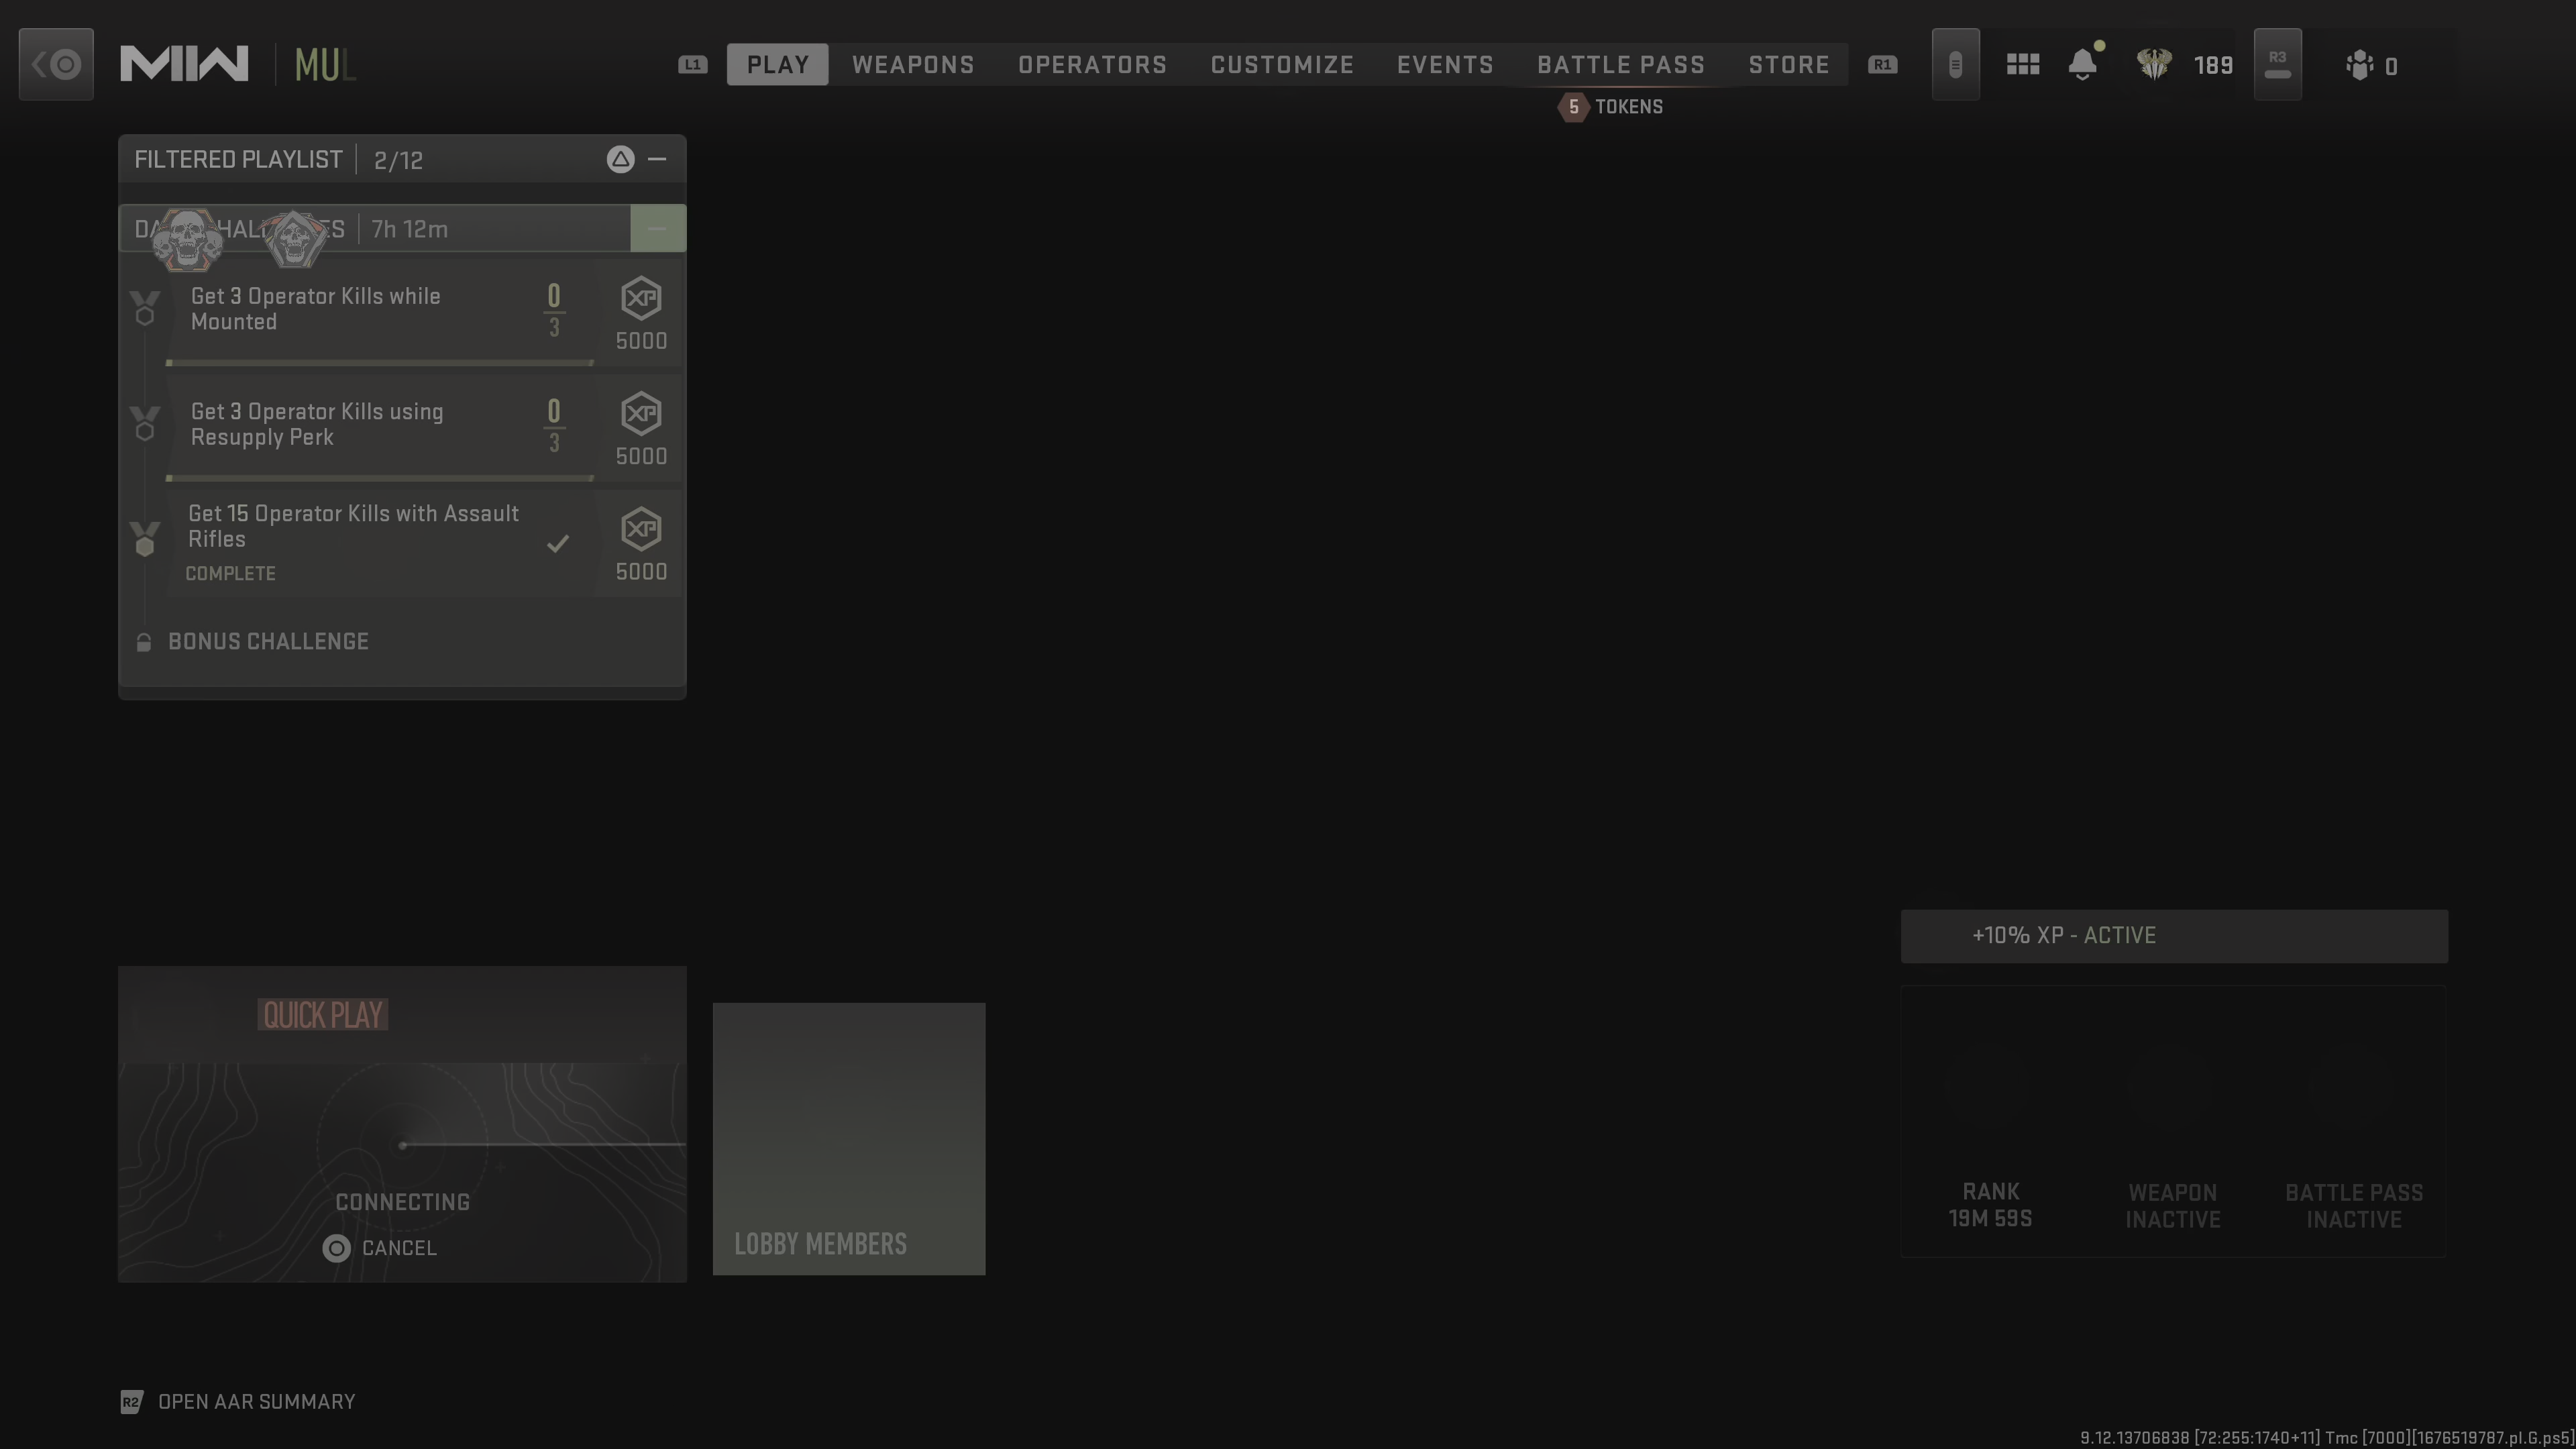 MW MU
L1 PLAY WEAPONS OPERATORS CUSTOMIZE EVENTS BATTLE PASS STORE R1 189 R3 0
5 TOKENS
FILTERED PLAYLIST 2/12
7h 12m
Get 3 Operator Kills while
Mounted
0
3
XP
5000
Get 3 Operator Kills using
Resupply Perk
0
3
XP
5000
Get 15 Operator Kills with Assault
Rifles
COMPLETE
XP
5000
BONUS CHALLENGE
+10% XP - ACTIVE
QUICK PLAY
CONNECTING
CANCEL
LOBBY MEMBERS
RANK
19M 59S
WEAPON
INACTIVE
BATTLE PASS
INACTIVE
R2 OPEN AAR SUMMARY
9.12.13706838 [72:255:1740+11] Tmc [7000][1676519787.pl.G.ps5]